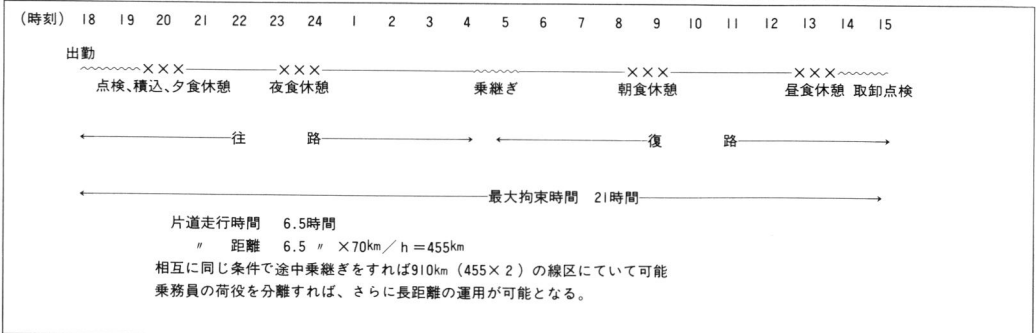 (時刻) 18 19 20 21 22 23 24 1 2 3 4 5 6 7 8 9 10 11 12 13 14 15
出勤
点検、積込、夕食休憩 夜食休憩 乗継ぎ 朝食休憩 昼食休憩 取卸点検
往 路 復 路
最大拘束時間 21時間
片道走行時間 6.5時間
〃 距離 6.5 〃 ×70km/h=455km
相互に同じ条件で途中乗継ぎをすれば910km(455×2)の線区にていて可能
乗務員の荷役を分離すれば、さらに長距離の運用が可能となる。